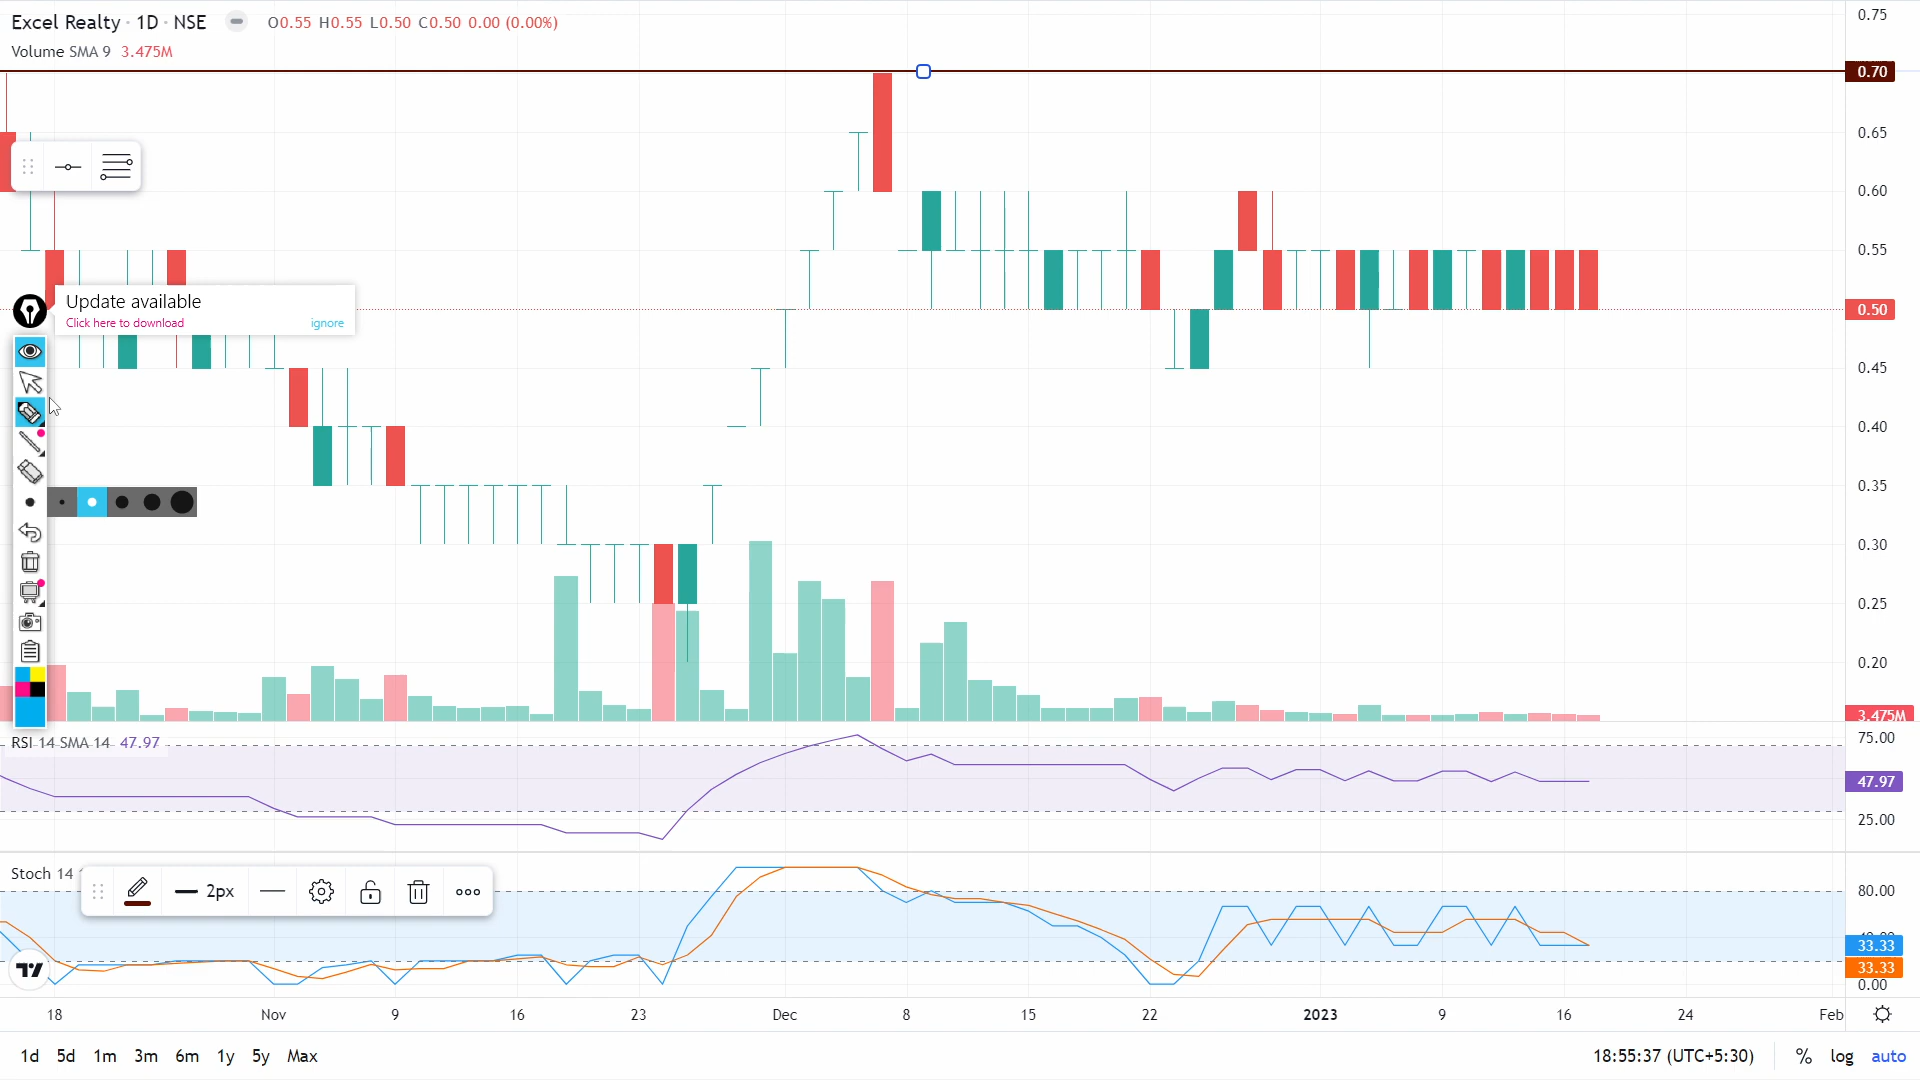 Excel Realty · 1D · NSE O0.55 H0.55 L0.50 C0.50 0.00 (0.00%)
Volume SMA 9 3.475M
0.75
0.70
0.65
0.60
0.55
0.50
0.45
0.40
0.35
0.30
0.25
0.20
3.475M
Update available
Click here to download ignore
RSI 14 SMA 14 47.97
75.00
47.97
25.00
Stoch 14
2px
80.00
33.33
33.33
0.00
18 Nov 9 16 23 Dec 8 15 22 2023 9 16 24 Feb
1d 5d 1m 3m 6m 1y 5y Max 18:55:37 (UTC+5:30) % log auto